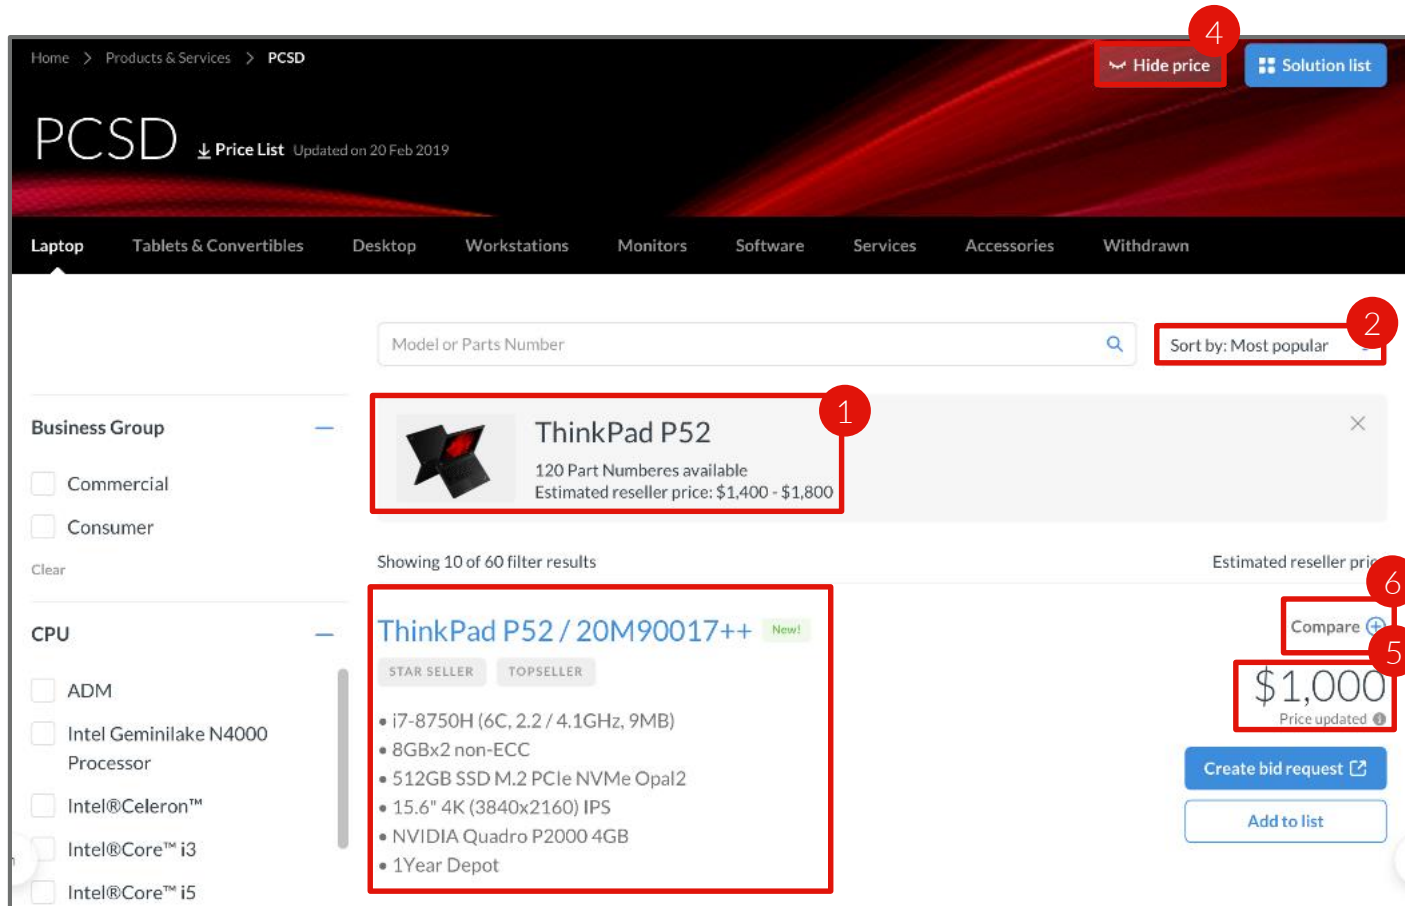 4
Home > Products & Services > PCSD
Hide price
Solution list
PCSD Price List Updated on 20 Feb 2019
Laptop Tablets & Convertibles Desktop Workstations Monitors Software Services Accessories Withdrawn
2
Model or Parts Number
Sort by: Most popular
1
Business Group
Commercial
Consumer
Clear
ThinkPad P52
120 Part Numberes available
Estimated reseller price: $1,400 - $1,800
Showing 10 of 60 filter results
Estimated reseller pri
6
CPU
ADM
Intel Geminilake N4000
Processor
Intel®Celeron™
Intel®Core™ i3
Intel®Core™ i5
ThinkPad P52 / 20M90017++ New!
STAR SELLER TOPSELLER
• i7-8750H (6C, 2.2 / 4.1GHz, 9MB)
• 8GBx2 non-ECC
• 512GB SSD M.2 PCIe NVMe Opal2
• 15.6" 4K (3840x2160) IPS
• NVIDIA Quadro P2000 4GB
• 1Year Depot
Compare
5
$1,000
Price updated
Create bid request
Add to list